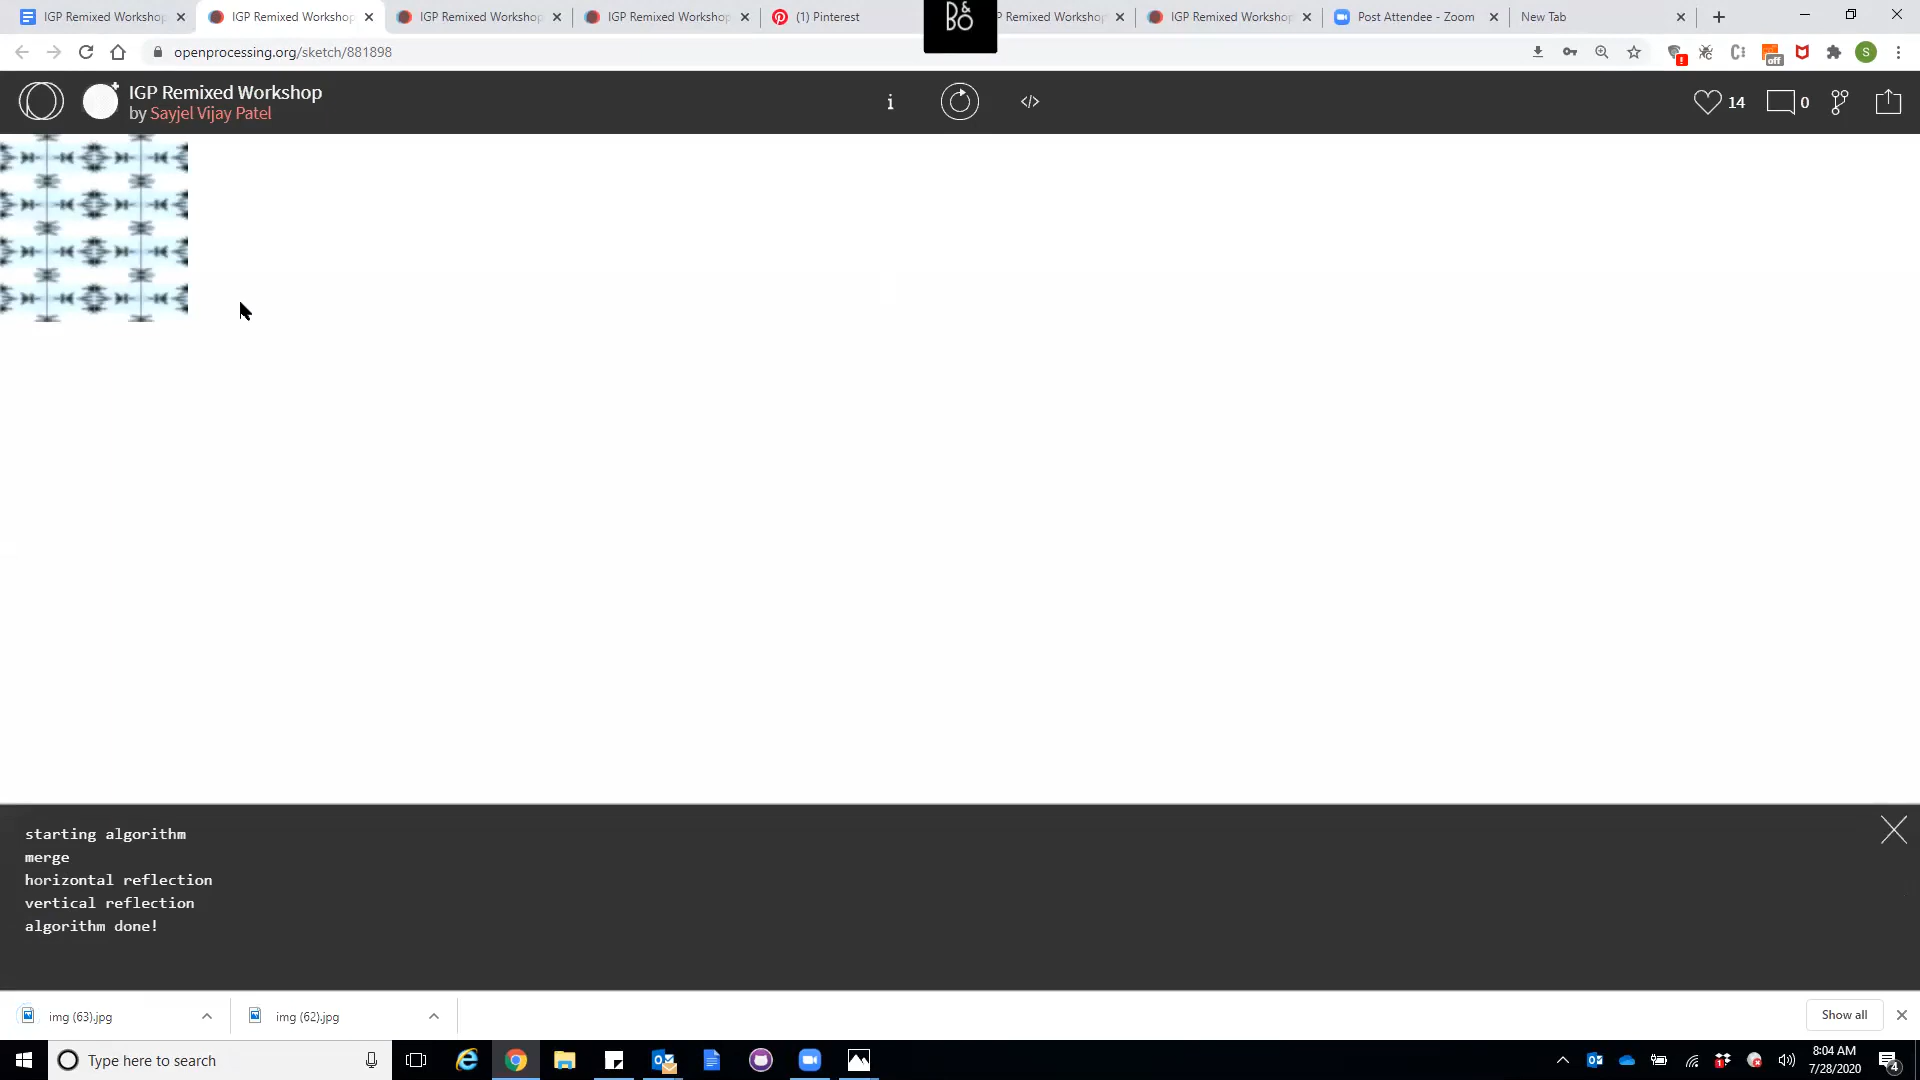 IGP Remixed Workshop
IGP Remixed Workshop
IGP Remixed Workshop
IGP Remixed Workshop
(1) Pinterest
B&O
P Remixed Workshop
IGP Remixed Workshop
Post Attendee - Zoom
New Tab
openprocessing.org/sketch/881898
off
S
IGP Remixed Workshop
by Sayjel Vijay Patel
i
</>
14
0
starting algorithm
merge
horizontal reflection
vertical reflection
algorithm done!
img (63).jpg
img (62).jpg
Show all
Type here to search
8:04 AM
7/28/2020
4